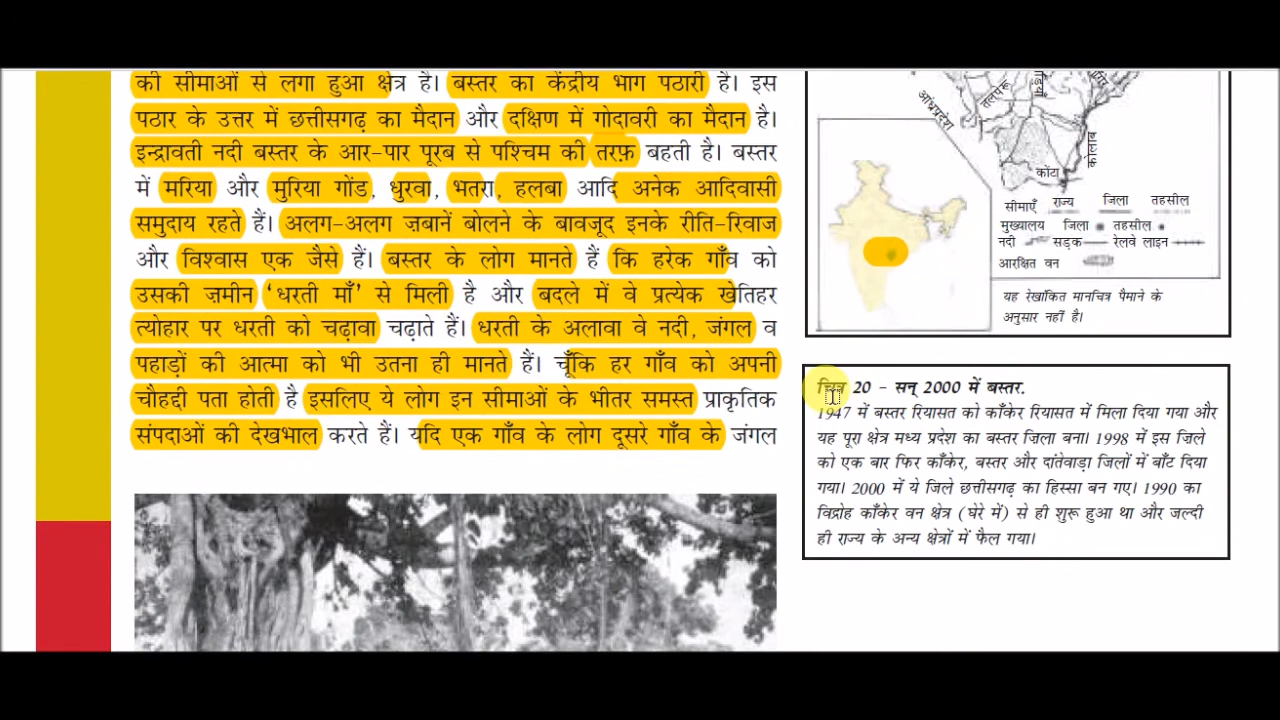 की सीमाओं से लगा हुआ क्षेत्र है। बस्तर का केंद्रीय भाग पठारी है। इस
पठार के उत्तर में छत्तीसगढ़ का मैदान और दक्षिण में गोदावरी का मैदान है।
इन्द्रावती नदी बस्तर के आर-पार पूरब से पश्चिम की तरफ़ बहती है। बस्तर
में मरिया और मुरिया गोंड, धुरवा, भतरा, हलबा आदि अनेक आदिवासी
समुदाय रहते हैं। अलग-अलग ज़बानें बोलने के बावजूद इनके रीति-रिवाज
और विश्वास एक जैसे हैं। बस्तर के लोग मानते हैं कि हरेक गाँव को
उसकी ज़मीन 'धरती माँ' से मिली है और बदले में वे प्रत्येक खेतिहर
त्योहार पर धरती को चढ़ावा चढ़ाते हैं। धरती के अलावा वे नदी, जंगल व
पहाड़ों की आत्मा को भी उतना ही मानते हैं। चूँकि हर गाँव को अपनी
चौहद्दी पता होती है इसलिए ये लोग इन सीमाओं के भीतर समस्त प्राकृतिक
संपदाओं की देखभाल करते हैं। यदि एक गाँव के लोग दूसरे गाँव के जंगल
आंध्रप्रदेश
तलपरू
कोलाब
कोंटा
सीमाएँ राज्य जिला तहसील
मुख्यालय जिला तहसील
नदी सड़क रेलवे लाइन
आरक्षित वन
यह रेखांकित मानचित्र पैमाने के
अनुसार नहीं है।
चित्र 20 - सन् 2000 में बस्तर.
1947 में बस्तर रियासत को काँकेर रियासत में मिला दिया गया और
यह पूरा क्षेत्र मध्य प्रदेश का बस्तर जिला बना। 1998 में इस जिले
को एक बार फिर काँकेर, बस्तर और दांतेवाड़ा जिलों में बाँट दिया
गया। 2000 में ये जिले छत्तीसगढ़ का हिस्सा बन गए। 1990 का
विद्रोह काँकेर वन क्षेत्र (घेरे में) से ही शुरू हुआ था और जल्दी
ही राज्य के अन्य क्षेत्रों में फैल गया।